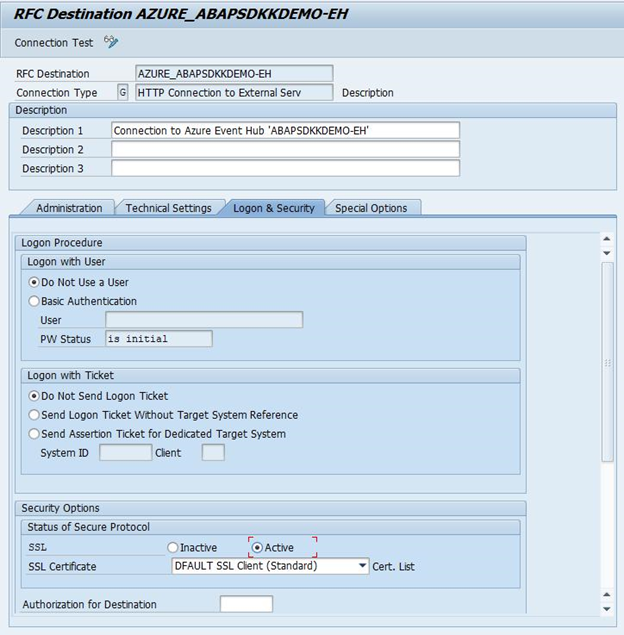 RFC Destination AZURE_ABAPSDKKDEMO-EH
Connection Test
RFC Destination AZURE_ABAPSDKKDEMO-EH
Connection Type G HTTP Connection to External Serv Description
Description
Description 1 Connection to Azure Event Hub 'ABAPSDKKDEMO-EH'
Description 2
Description 3
Administration Technical Settings Logon & Security Special Options
Logon Procedure
Logon with User
Do Not Use a User
Basic Authentication
User
PW Status is initial
Logon with Ticket
Do Not Send Logon Ticket
Send Logon Ticket Without Target System Reference
Send Assertion Ticket for Dedicated Target System
System ID Client
Security Options
Status of Secure Protocol
SSL Inactive Active
SSL Certificate DFAULT SSL Client (Standard) Cert. List
Authorization for Destination